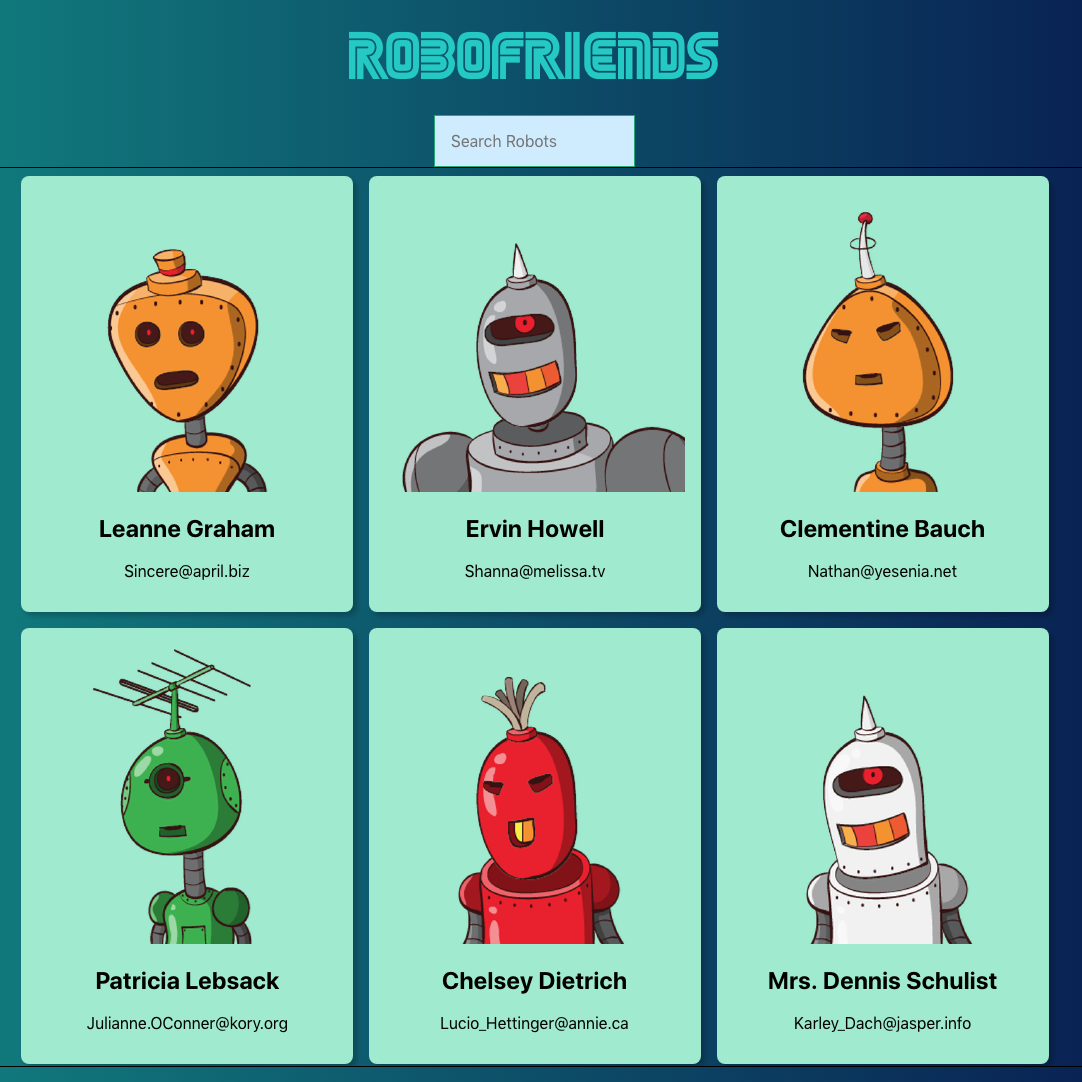 ROBOFRIENDS
Search Robots
Leanne Graham
Sincere@april.biz
Ervin Howell
Shanna@melissa.tv
Clementine Bauch
Nathan@yesenia.net
Patricia Lebsack
Julianne.OConner@kory.org
Chelsey Dietrich
Lucio_Hettinger@annie.ca
Mrs. Dennis Schulist
Karley_Dach@jasper.info